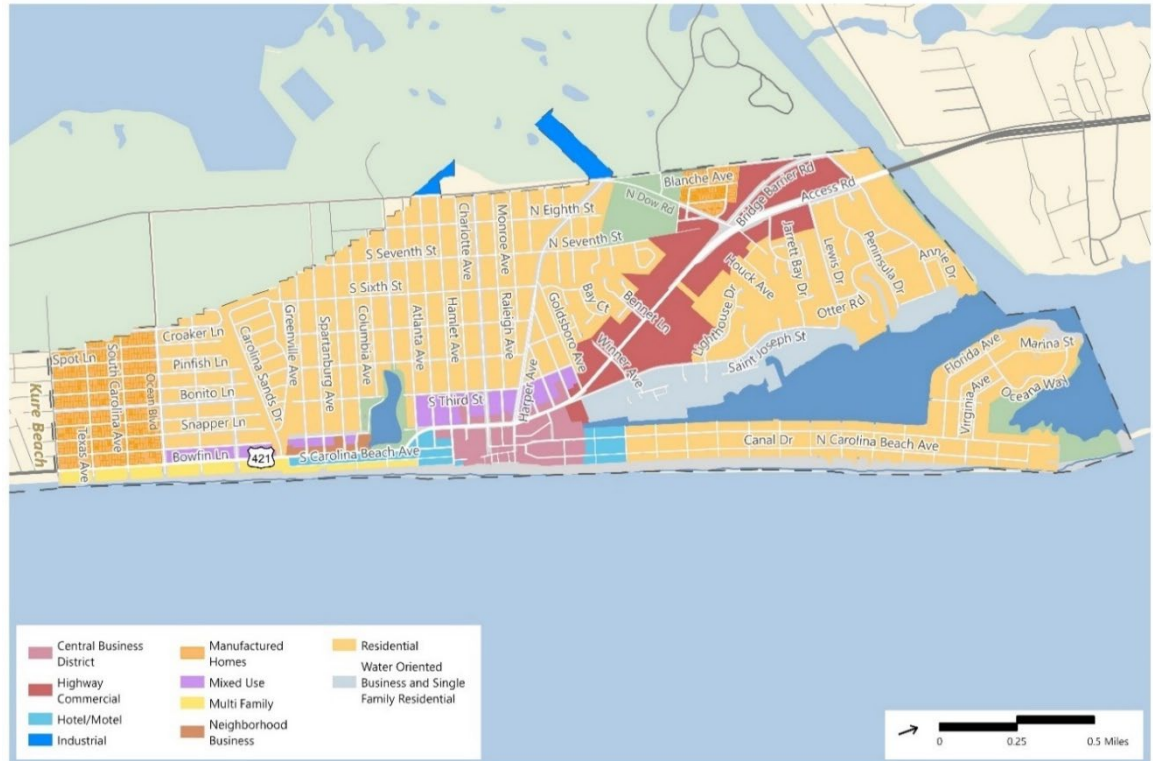 Blanche Ave
Bridge Barrier Rd
Access Rd
N Dow Rd
N Eighth St
Charlotte Ave
Monroe Ave
N Seventh St
S Seventh St
S Sixth St
Houck Ave
Jarrett Bay Dr
Lewis Dr
Peninsula Dr
Annie Dr
Otter Rd
Bay Ct
Bennet Ln
Goldsboro Ave
Lighthouse Dr
Saint Joseph St
Winner Ave
Croaker Ln
Carolina Sands Dr
Greenville Ave
Spartanburg Ave
Columbia Ave
Atlanta Ave
Hamlet Ave
Raleigh Ave
Harper Ave
Spot Ln
South Carolina Ave
Ocean Blvd
Pinfish Ln
Bonito Ln
Snapper Ln
Kure Beach
Texas Ave
Bowfin Ln
421
S Third St
S Carolina Beach Ave
Canal Dr
N Carolina Beach Ave
Florida Ave
Marina St
Virginia Ave
Oceana Way
Central Business
District
Highway
Commercial
Hotel/Motel
Industrial
Manufactured
Homes
Mixed Use
Multi Family
Neighborhood
Business
Residential
Water Oriented
Business and Single
Family Residential
0
0.25
0.5 Miles